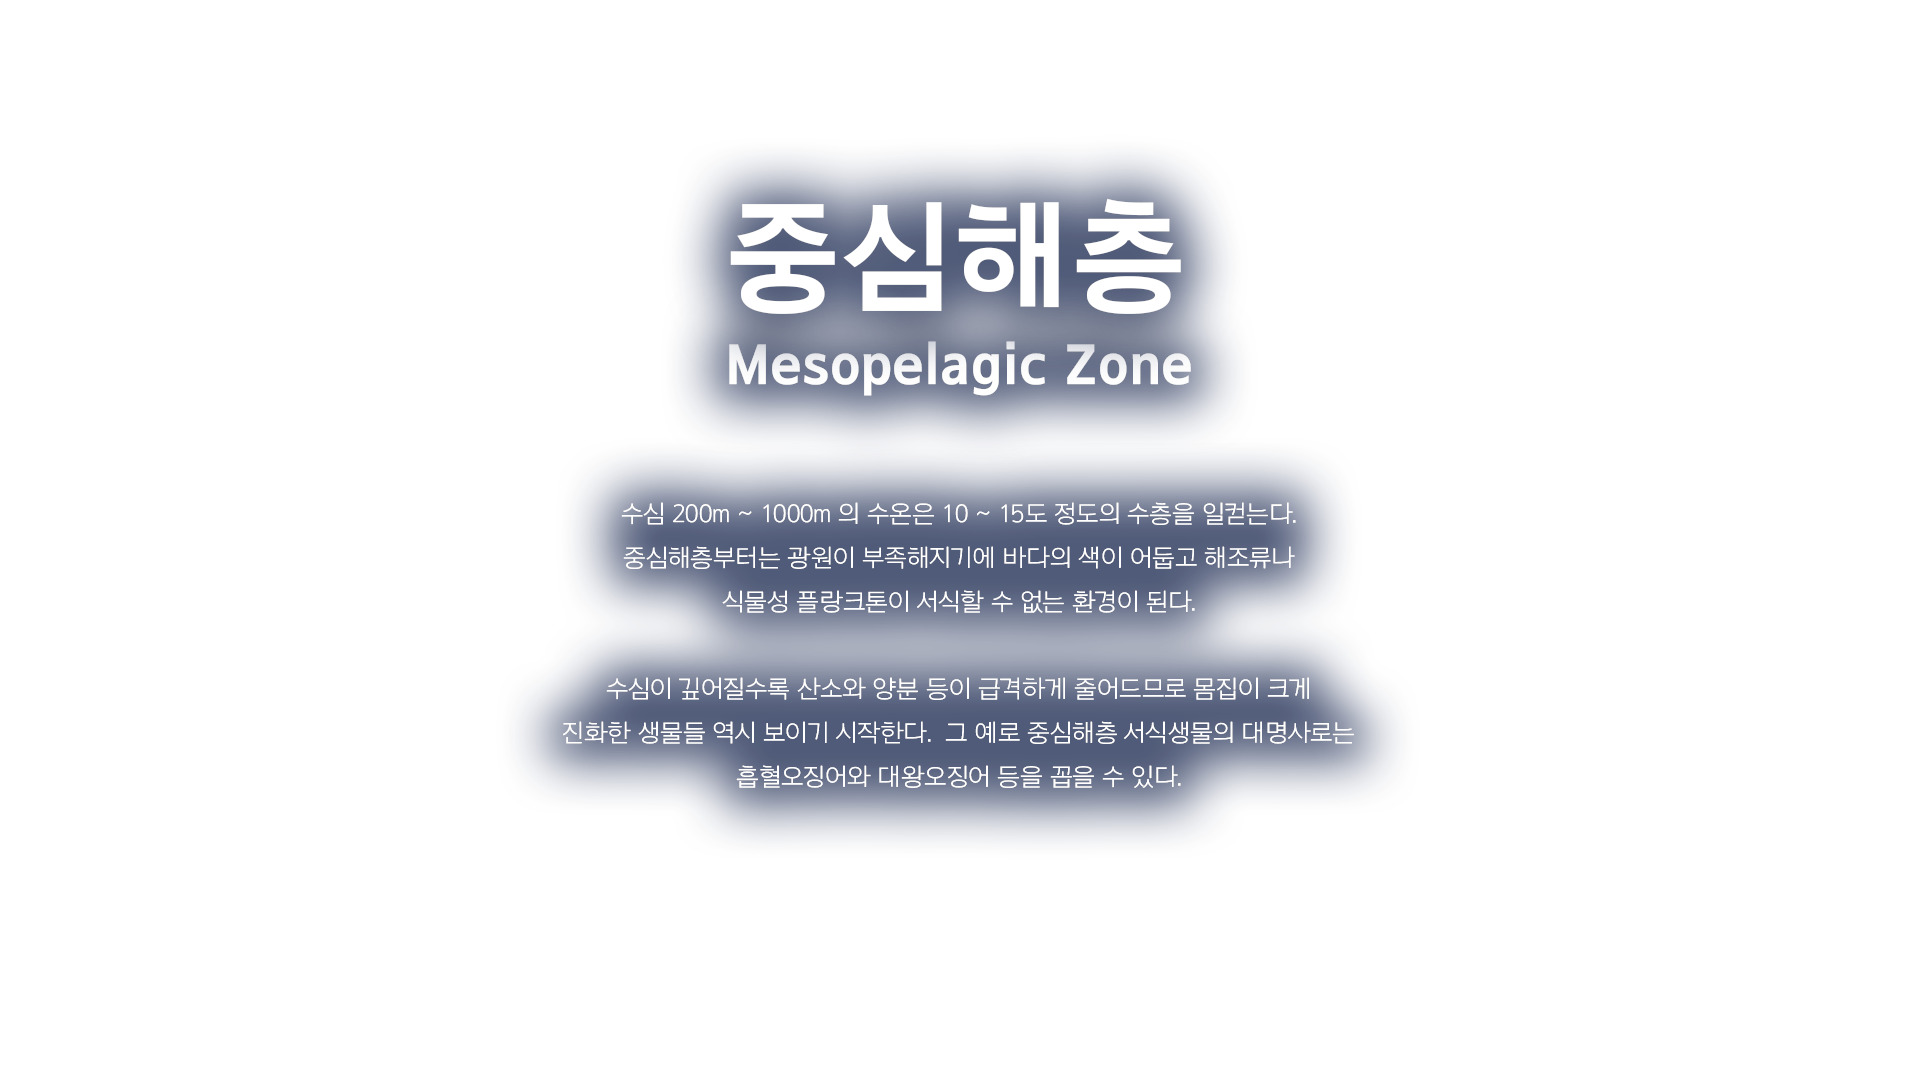 중심해층
Mesopelagic Zone
수심 200m ~ 1000m 의 수온은 10 ~ 15도 정도의 수층을 일컫는다.
중심해층부터는 광원이 부족해지기에 바다의 색이 어둡고 해조류나
식물성 플랑크톤이 서식할 수 없는 환경이 된다.
수심이 깊어질수록 산소와 양분 등이 급격하게 줄어드므로 몸집이 크게
진화한 생물들 역시 보이기 시작한다. 그 예로 중심해층 서식생물의 대명사로는
흡혈오징어와 대왕오징어 등을 꼽을 수 있다.